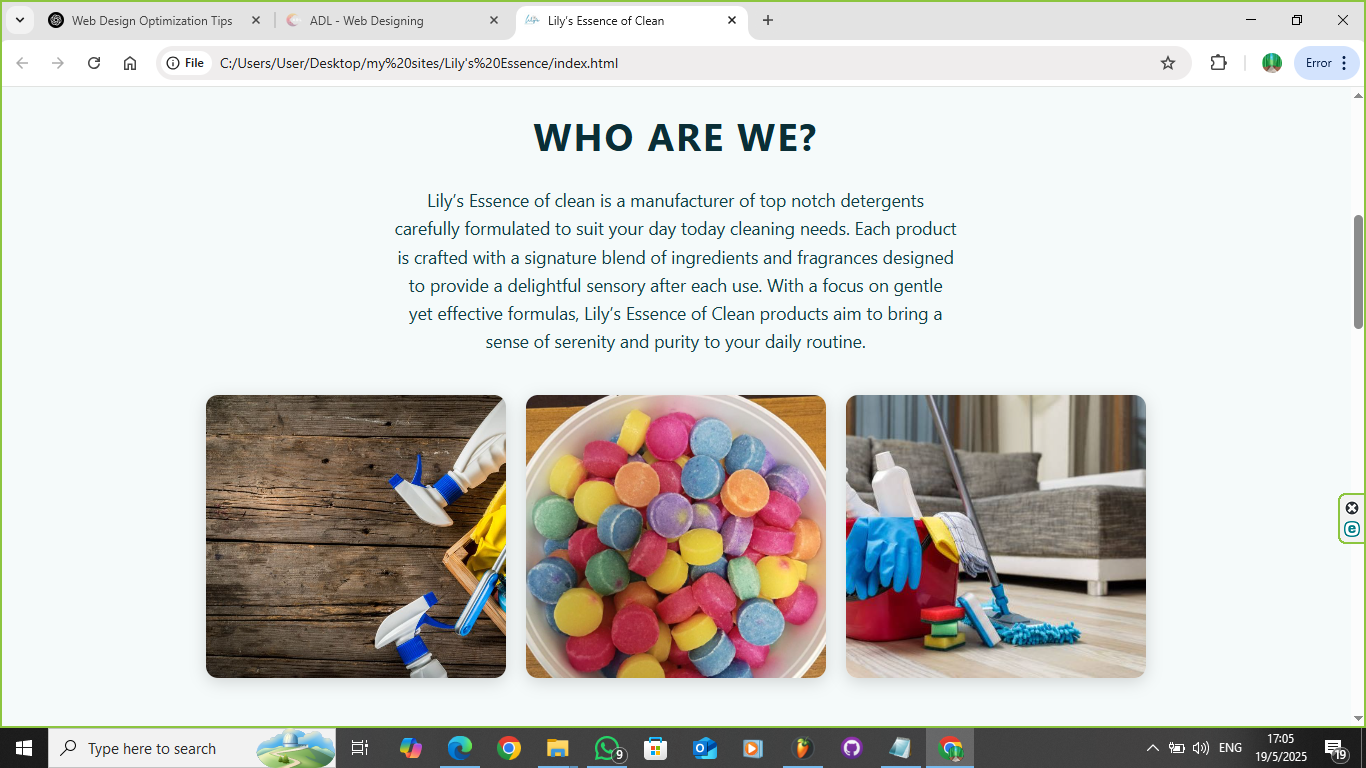 Web Design Optimization Tips
ADL - Web Designing
Lily's Essence of Clean
File
C:/Users/User/Desktop/my%20sites/Lily's%20Essence/index.html
Error
WHO ARE WE?
Lily’s Essence of clean is a manufacturer of top notch detergents
carefully formulated to suit your day today cleaning needs. Each product
is crafted with a signature blend of ingredients and fragrances designed
to provide a delightful sensory after each use. With a focus on gentle
yet effective formulas, Lily’s Essence of Clean products aim to bring a
sense of serenity and purity to your daily routine.
Type here to search
9
ENG
17:05
19/5/2025
19